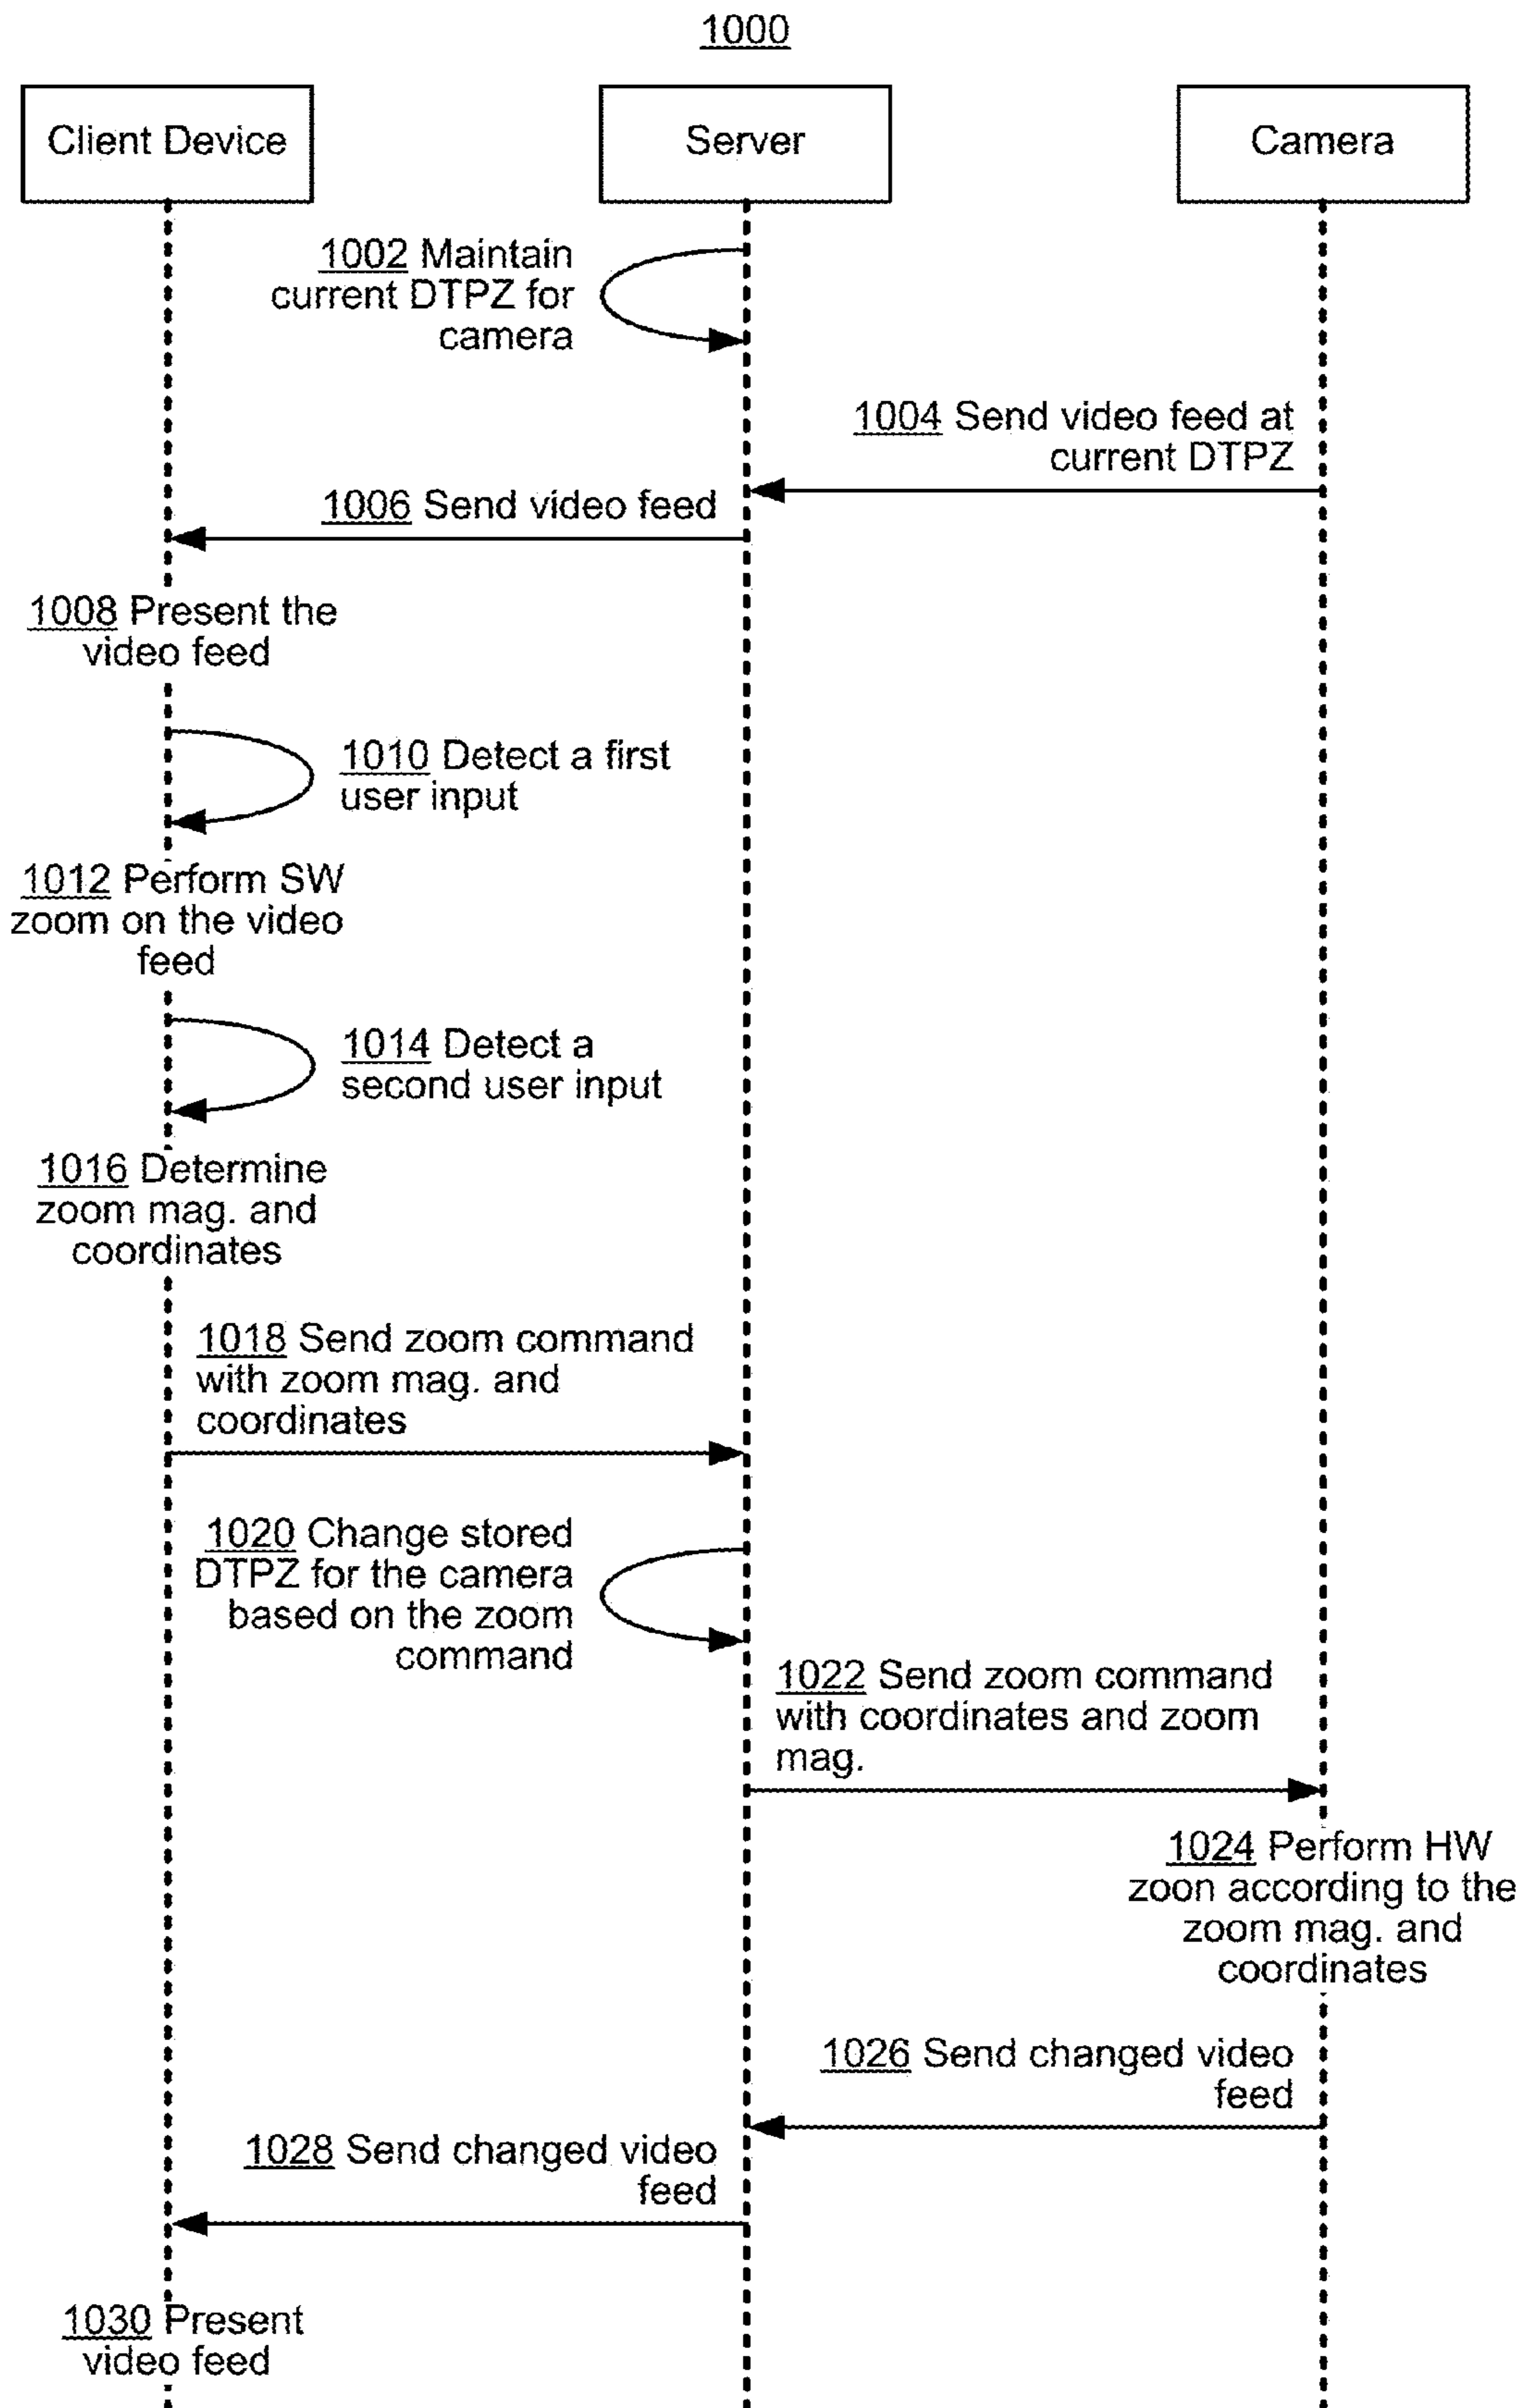 1000
Client Device
Server
Camera
1002 Maintain
current DTPZ for
camera
1004 Send video feed at
current DTPZ
1006 Send video feed
1008 Present the
video feed
1010 Detect a first
user input
1012 Perform SW
zoom on the video
feed
1014 Detect a
second user input
1016 Determine
zoom mag. and
coordinates
1018 Send zoom command
with zoom mag. and
coordinates
1020 Change stored
DTPZ for the camera
based on the zoom
command
1022 Send zoom command
with coordinates and zoom
mag.
1024 Perform HW
zoon according to the
zoom mag. and
coordinates
1026 Send changed video
feed
1028 Send changed video
feed
1030 Present
video feed